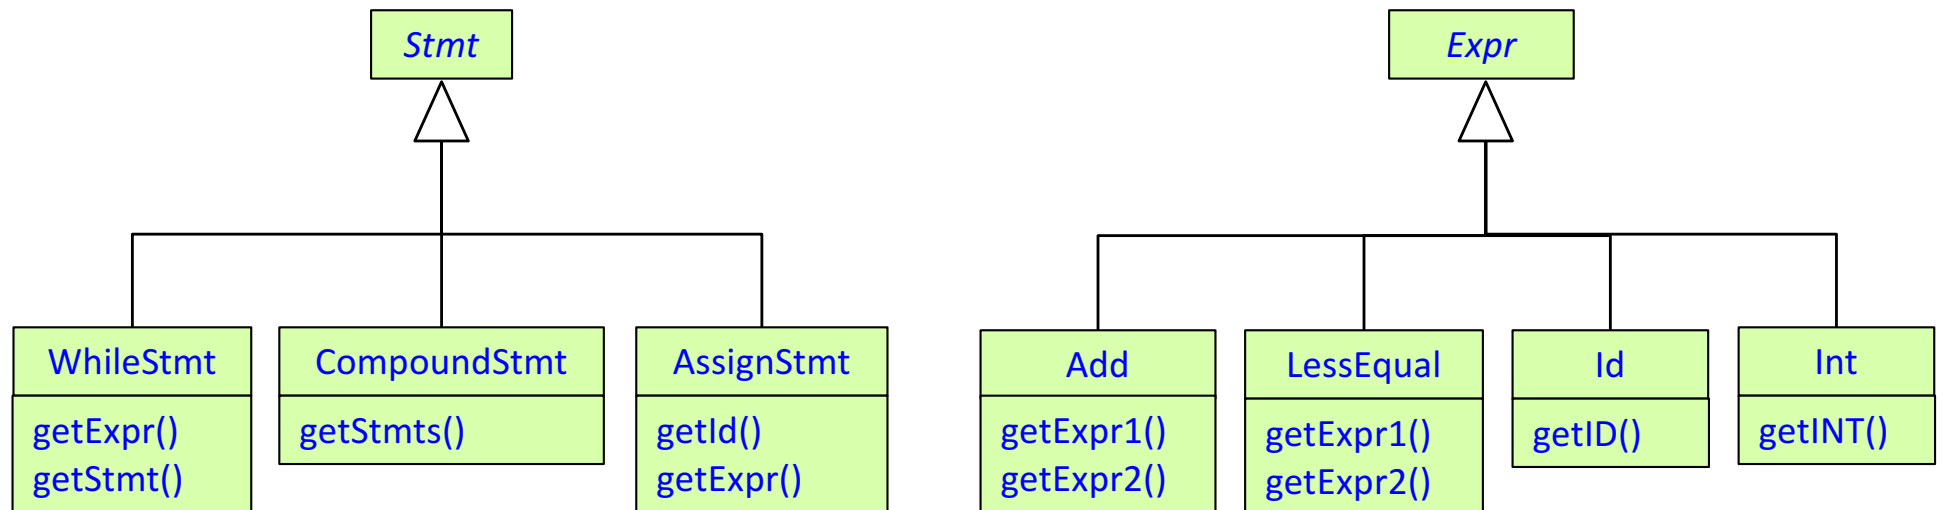 Stmt
Expr
WhileStmt
getExpr()
getStmt()
CompoundStmt
getStmts()
AssignStmt
getId()
getExpr()
Add
getExpr1()
getExpr2()
LessEqual
getExpr1()
getExpr2()
Id
getID()
Int
getINT()